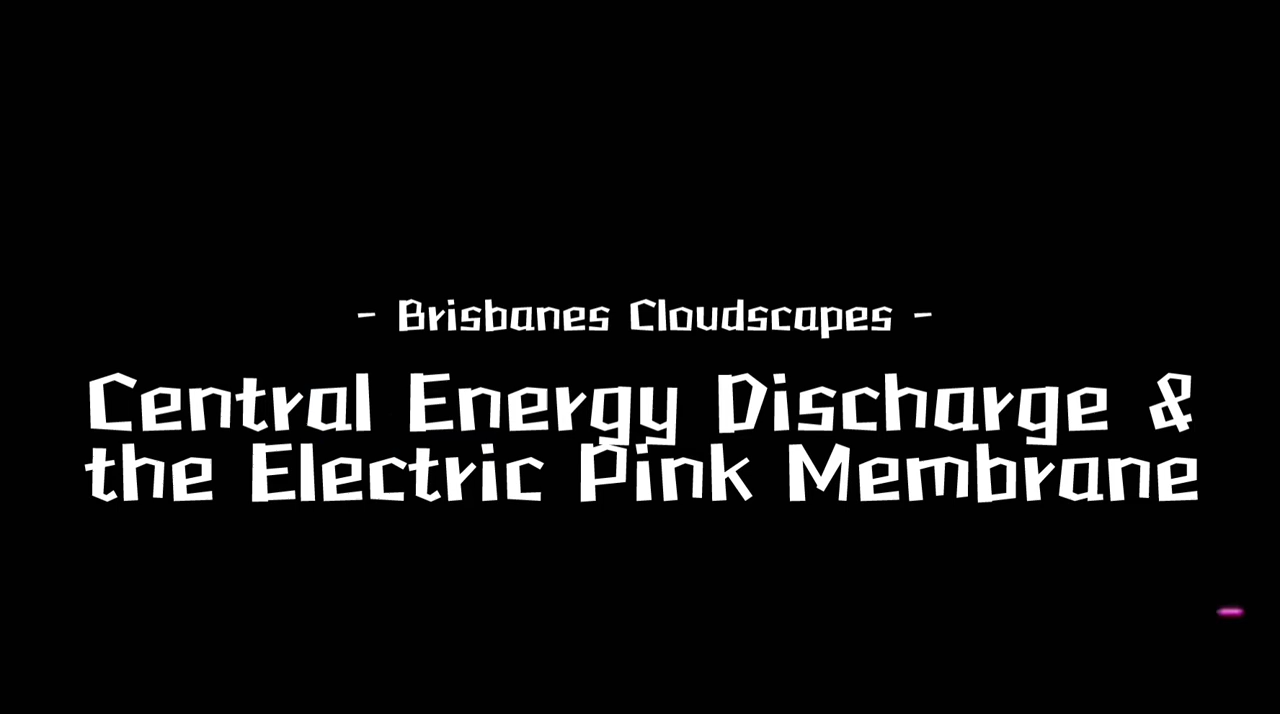 - Brisbanes Cloudscapes -
Central Energy Discharge &
the Electric Pink Membrane